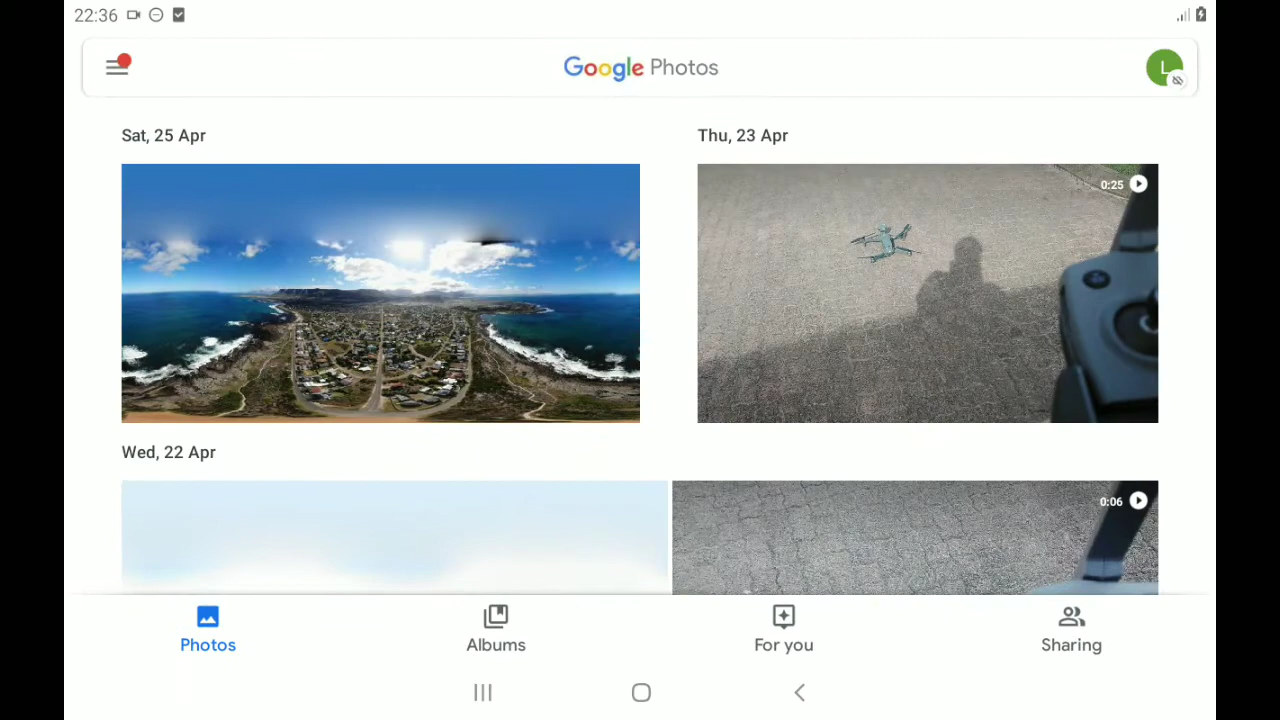 22:36
L
Google Photos
Sat, 25 Apr
Thu, 23 Apr
0:25
Wed, 22 Apr
0:06
Photos
Albums
For you
Sharing